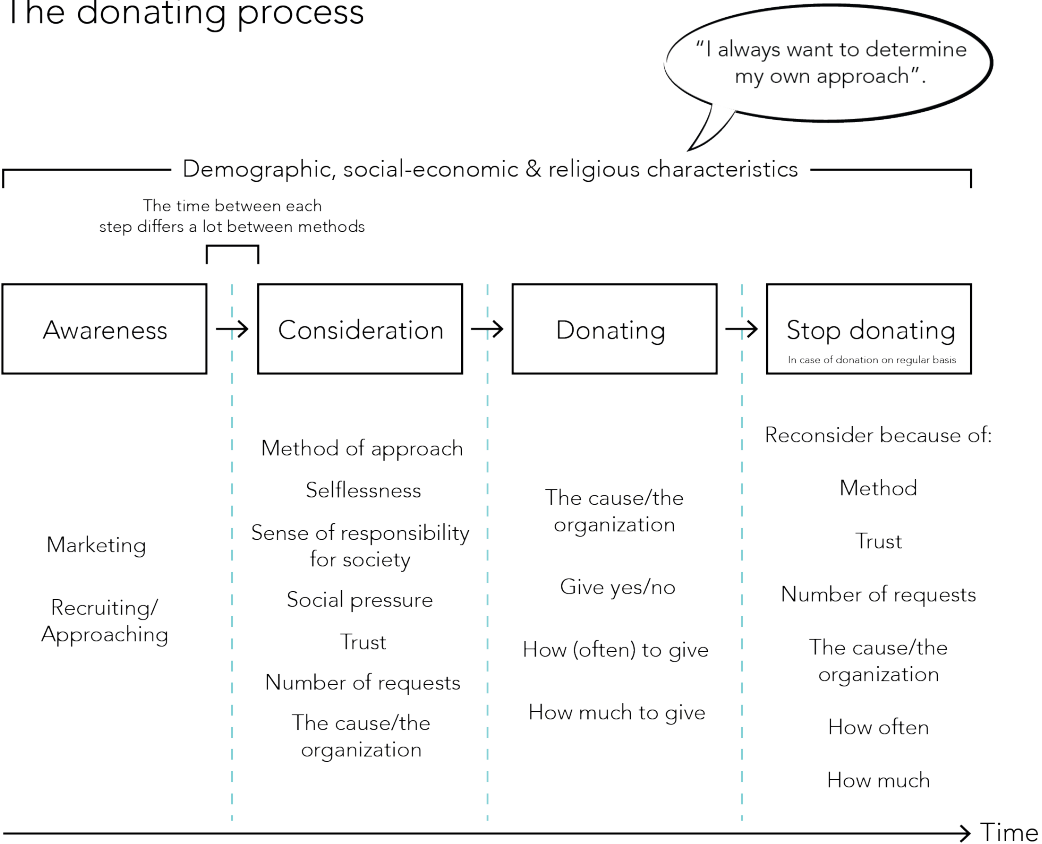 The donating process
“I always want to determine
my own approach”.
Demographic, social-economic & religious characteristics
The time between each
step differs a lot between methods
Awareness
Consideration
Donating
Stop donating
In case of donation on regular basis
Marketing
Recruiting/
Approaching
Method of approach
Selflessness
Sense of responsibility
for society
Social pressure
Trust
Number of requests
The cause/the
organization
The cause/the
organization
Give yes/no
How (often) to give
How much to give
Reconsider because of:
Method
Trust
Number of requests
The cause/the
organization
How often
How much
Time